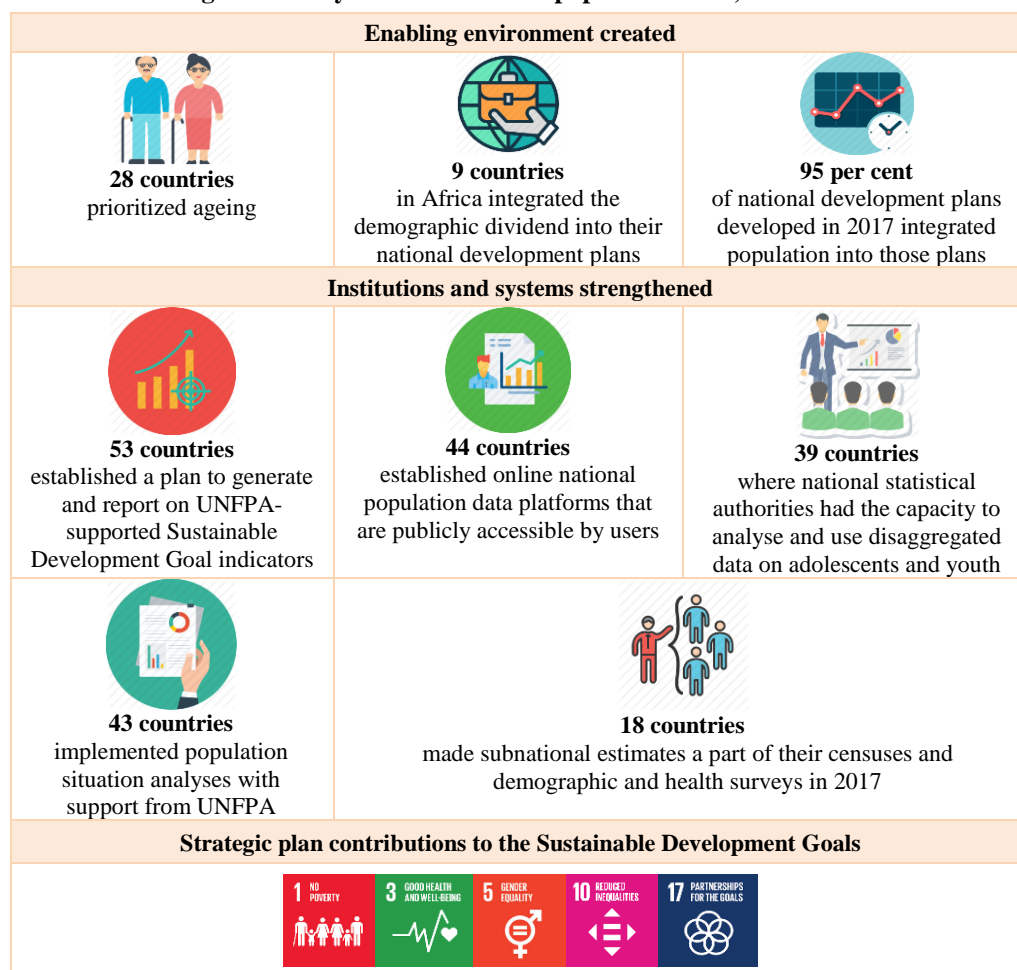 Enabling environment created
28 countries
prioritized ageing
9 countries
in Africa integrated the
demographic dividend into their
national development plans
95 per cent
of national development plans
developed in 2017 integrated
population into those plans
Institutions and systems strengthened
53 countries
established a plan to generate
and report on UNFPA-
supported Sustainable
Development Goal indicators
44 countries
established online national
population data platforms that
are publicly accessible by users
39 countries
where national statistical
authorities had the capacity to
analyse and use disaggregated
data on adolescents and youth
43 countries
implemented population
situation analyses with
support from UNFPA
18 countries
made subnational estimates a part of their censuses and
demographic and health surveys in 2017
Strategic plan contributions to the Sustainable Development Goals
1 NO
POVERTY
3 GOOD HEALTH
AND WELL-BEING
5 GENDER
EQUALITY
10 REDUCED
INEQUALITIES
17 PARTNERSHIPS
FOR THE GOALS